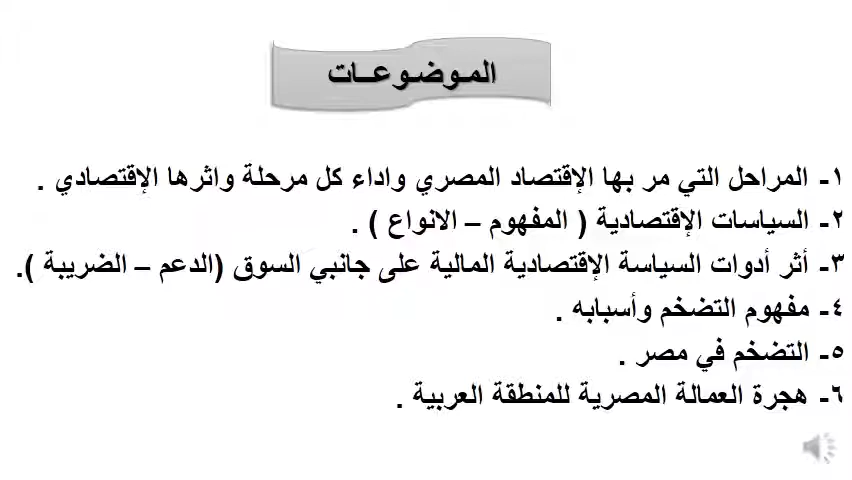 الموضوعات
١- المراحل التي مر بها الإقتصاد المصري واداء كل مرحلة واثرها الإقتصادي .
٢- السياسات الإقتصادية ( المفهوم – الانواع ) .
٣- أثر أدوات السياسة الإقتصادية المالية على جانبي السوق (الدعم – الضريبة ).
٤- مفهوم التضخم وأسبابه .
٥- التضخم في مصر .
٦- هجرة العمالة المصرية للمنطقة العربية .